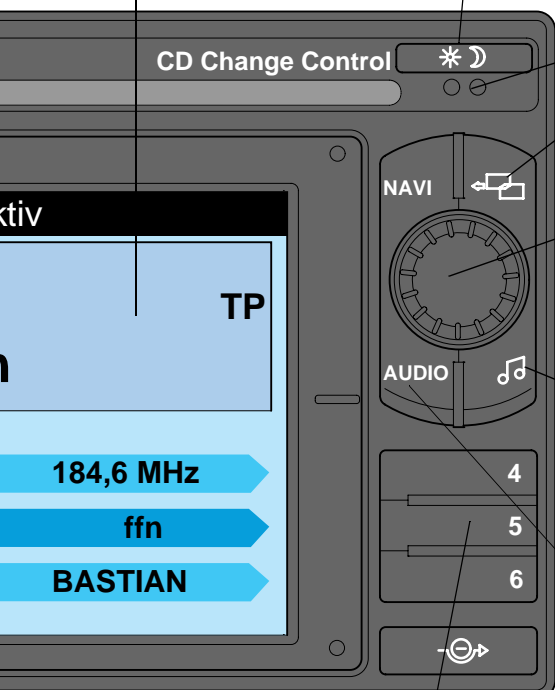 CD Change Control
NAVI
ktiv
TP
n
AUDIO
184,6 MHz
4
ffn
5
BASTIAN
6